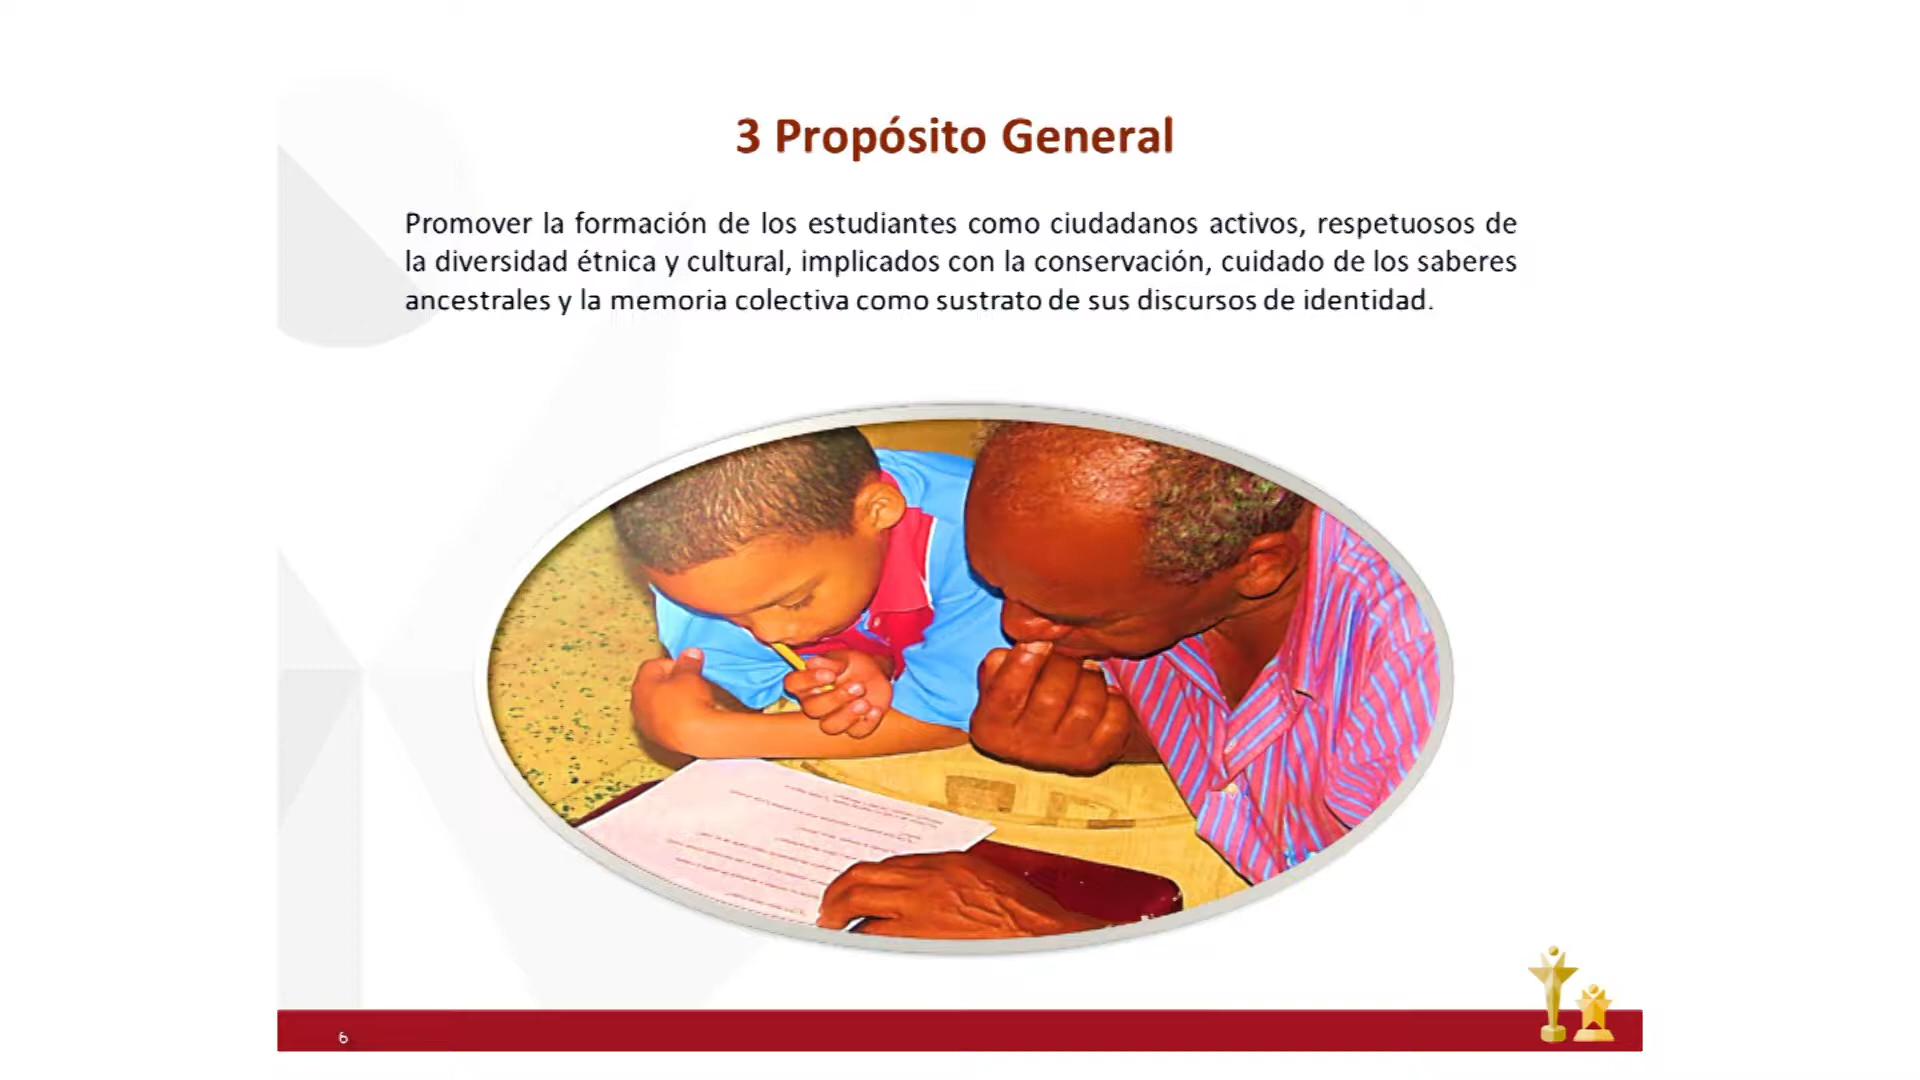 3 Propósito General
Promover la formación de los estudiantes como ciudadanos activos, respetuosos de
la diversidad étnica y cultural, implicados con la conservación, cuidado de los saberes
ancestrales y la memoria colectiva como sustrato de sus discursos de identidad.
6